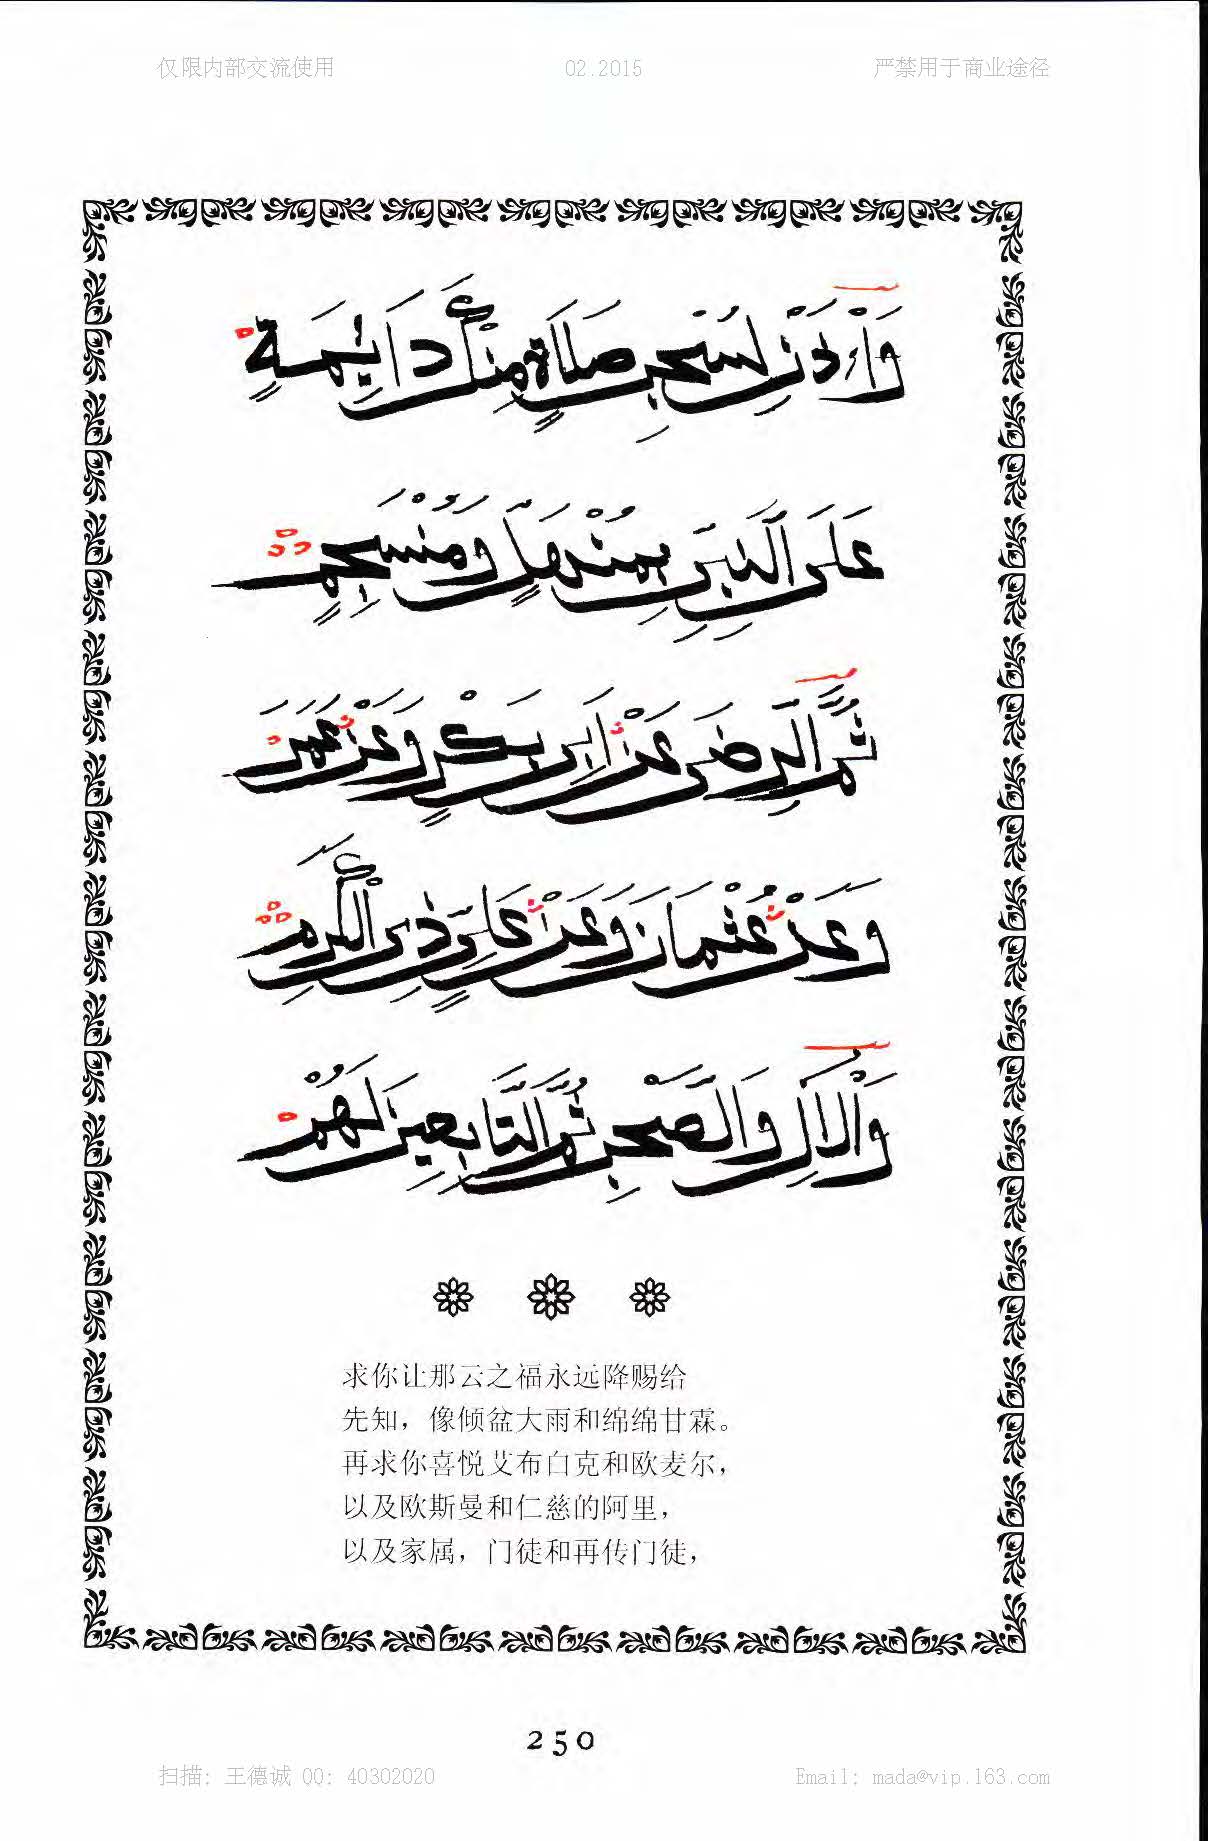 仅限内部交流使用 02.2015 严禁用于商业途径
وَأْذَنْ لِسُحْبِ صَلَاةٍ مِنْكَ دَائِمَةٍ
عَلَى النَّبِيِّ بِمُنْهَلٍّ وَمُنْسَجِمٍ
ثُمَّ الرِّضَى عَنْ أَبِي بَكْرٍ وَعَنْ عُمَرَ
وَعَنْ عُثْمَانَ وَعَنْ عَلِيٍّ ذِي الْكَرَمِ
وَالْآلِ وَالصَّحْبِ ثُمَّ التَّابِعِينَ لَهُمْ
求你让那云之福永远降赐给
先知，像倾盆大雨和绵绵甘霖。
再求你喜悦艾布白克和欧麦尔，
以及欧斯曼和仁慈的阿里，
以及家属，门徒和再传门徒，
250
扫描: 王德诚 QQ: 40302020 Email: mada@vip.163.com